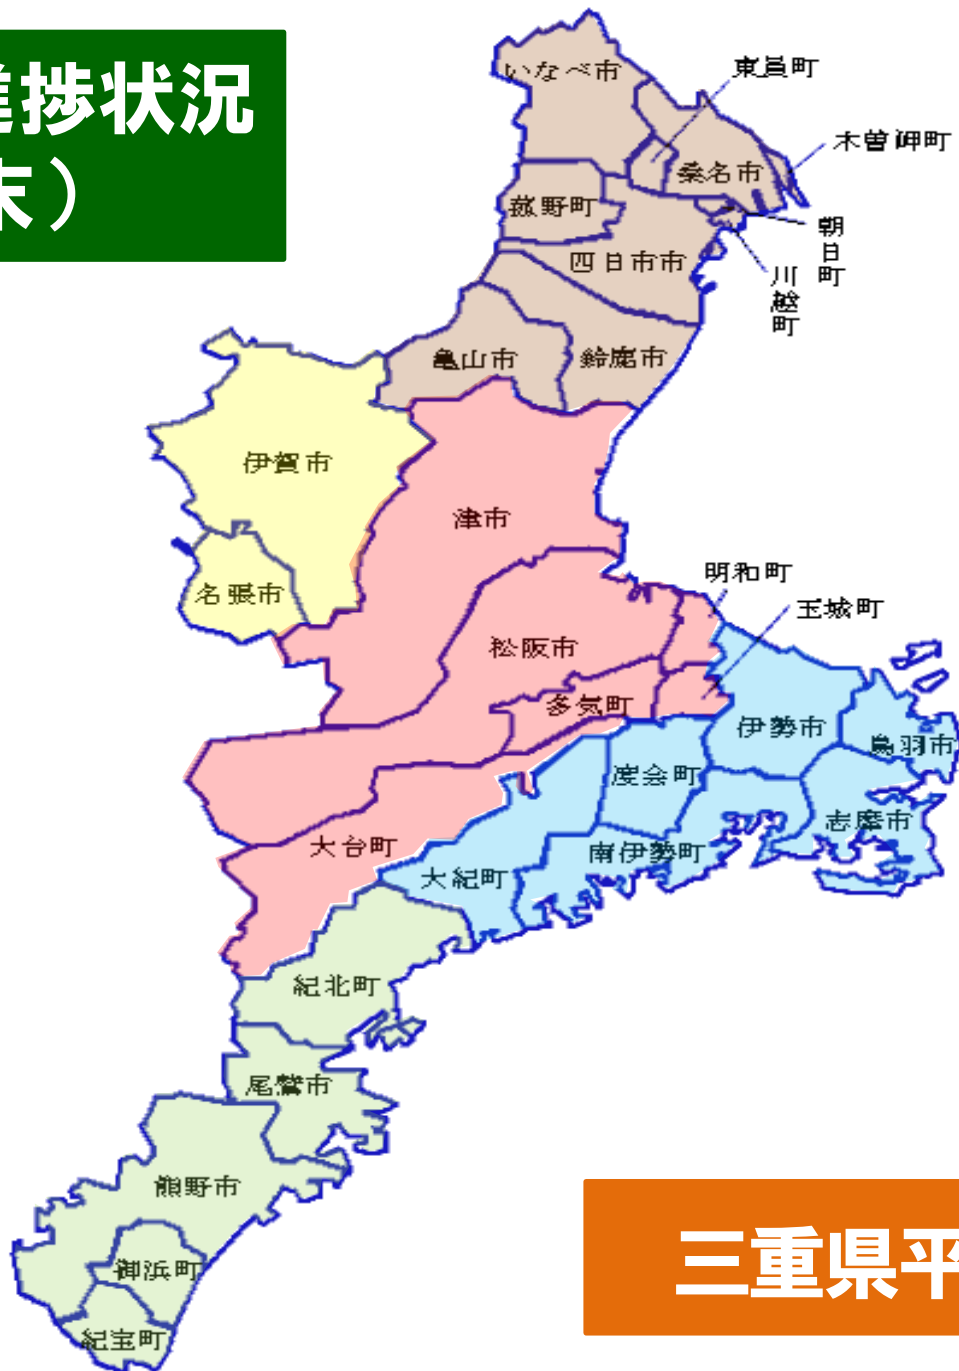 進捗状況
末）
いなべ市
東員町
木曽岬町
桑名市
菰野町
朝日町
四日市市
川越町
亀山市
鈴鹿市
伊賀市
津市
明和町
名張市
玉城町
松阪市
多気町
伊勢市
鳥羽市
度会町
志摩市
大台町
南伊勢町
大紀町
紀北町
尾鷲市
熊野市
三重県平
御浜町
紀宝町